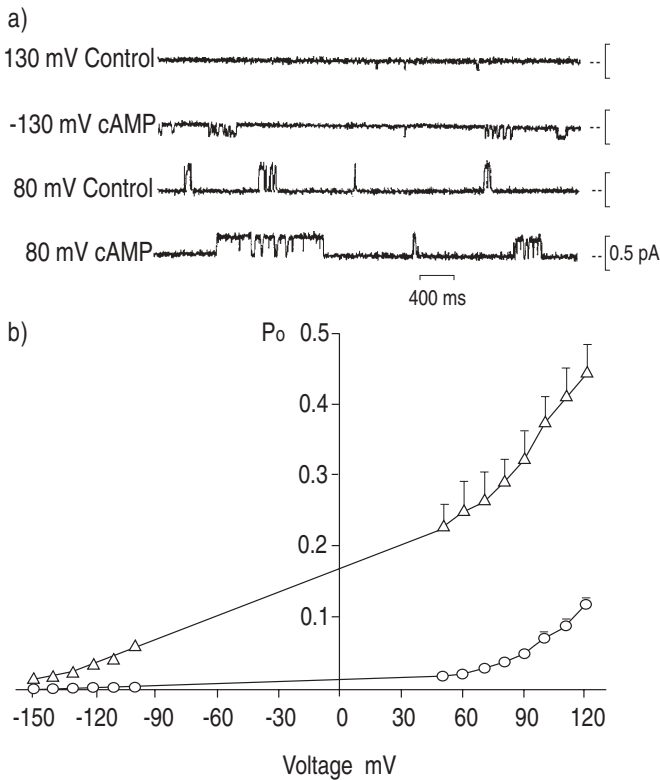 a)
130 mV Control
-130 mV cAMP
80 mV Control
80 mV cAMP
0.5 pA
400 ms
b)
Po
0.5
0.4
0.3
0.2
0.1
-150 -120 -90 -60 -30 0 30 60 90 120
Voltage mV